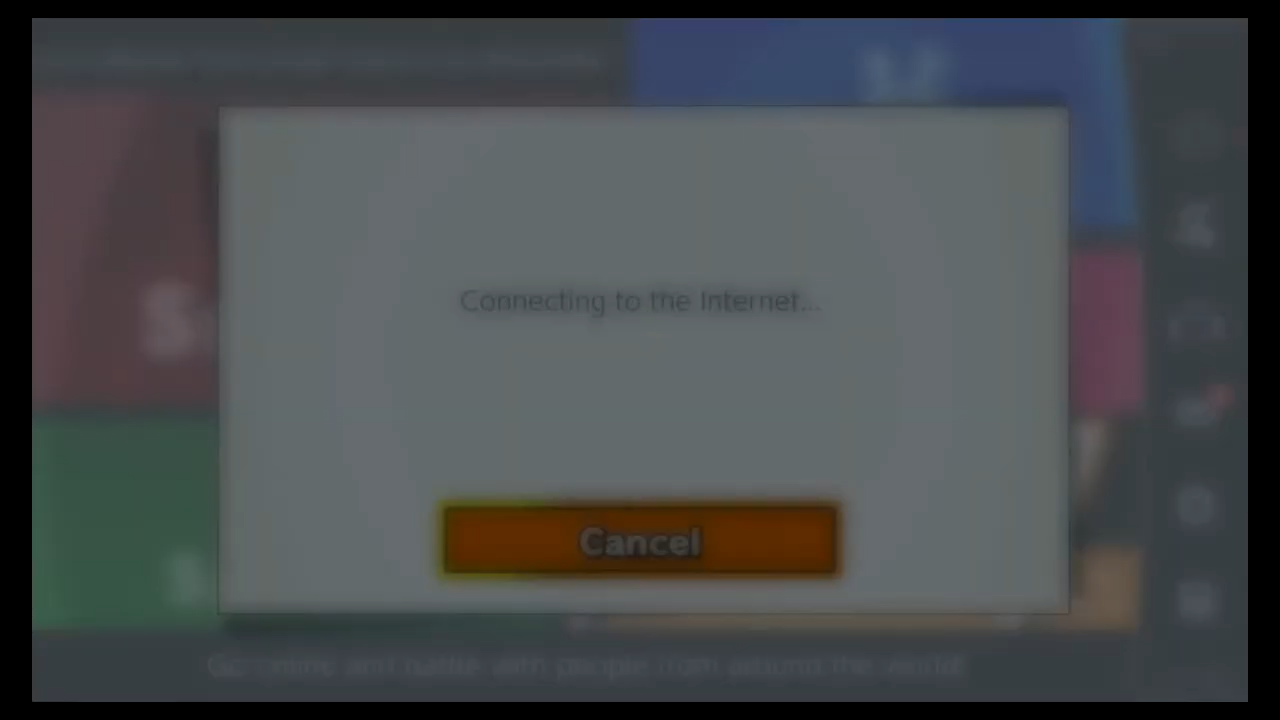 Connecting to the Internet...
Cancel
Go online and battle with people from around the world